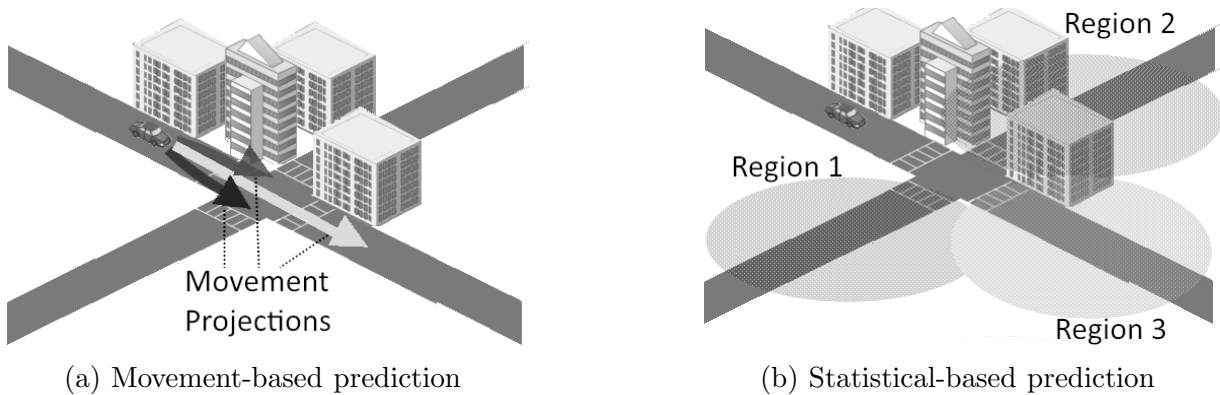 Movement
Projections
(a) Movement-based prediction
Region 2
Region 1
Region 3
(b) Statistical-based prediction